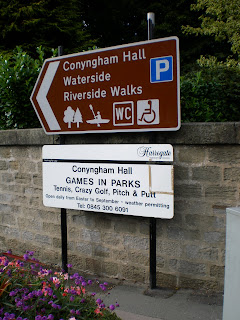 Conyngham Hall
Waterside
Riverside Walks
P
WC
Harrogate
Conyngham Hall
GAMES IN PARKS
Tennis, Crazy Golf, Pitch & Putt
Open daily from Easter to September - weather permitting
Tel: 0845 300 6091